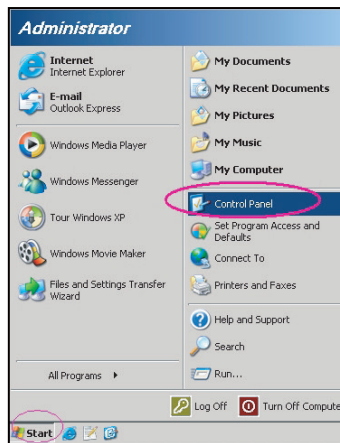 Administrator
Internet
Internet Explorer
E-mail
Outlook Express
Windows Media Player
Windows Messenger
Tour Windows XP
Windows Movie Maker
Files and Settings Transfer
Wizard
All Programs
My Documents
My Recent Documents
My Pictures
My Music
My Computer
Control Panel
Set Program Access and
Defaults
Connect To
Printers and Faxes
Help and Support
Search
Run...
Log Off
Turn Off Compute
Start